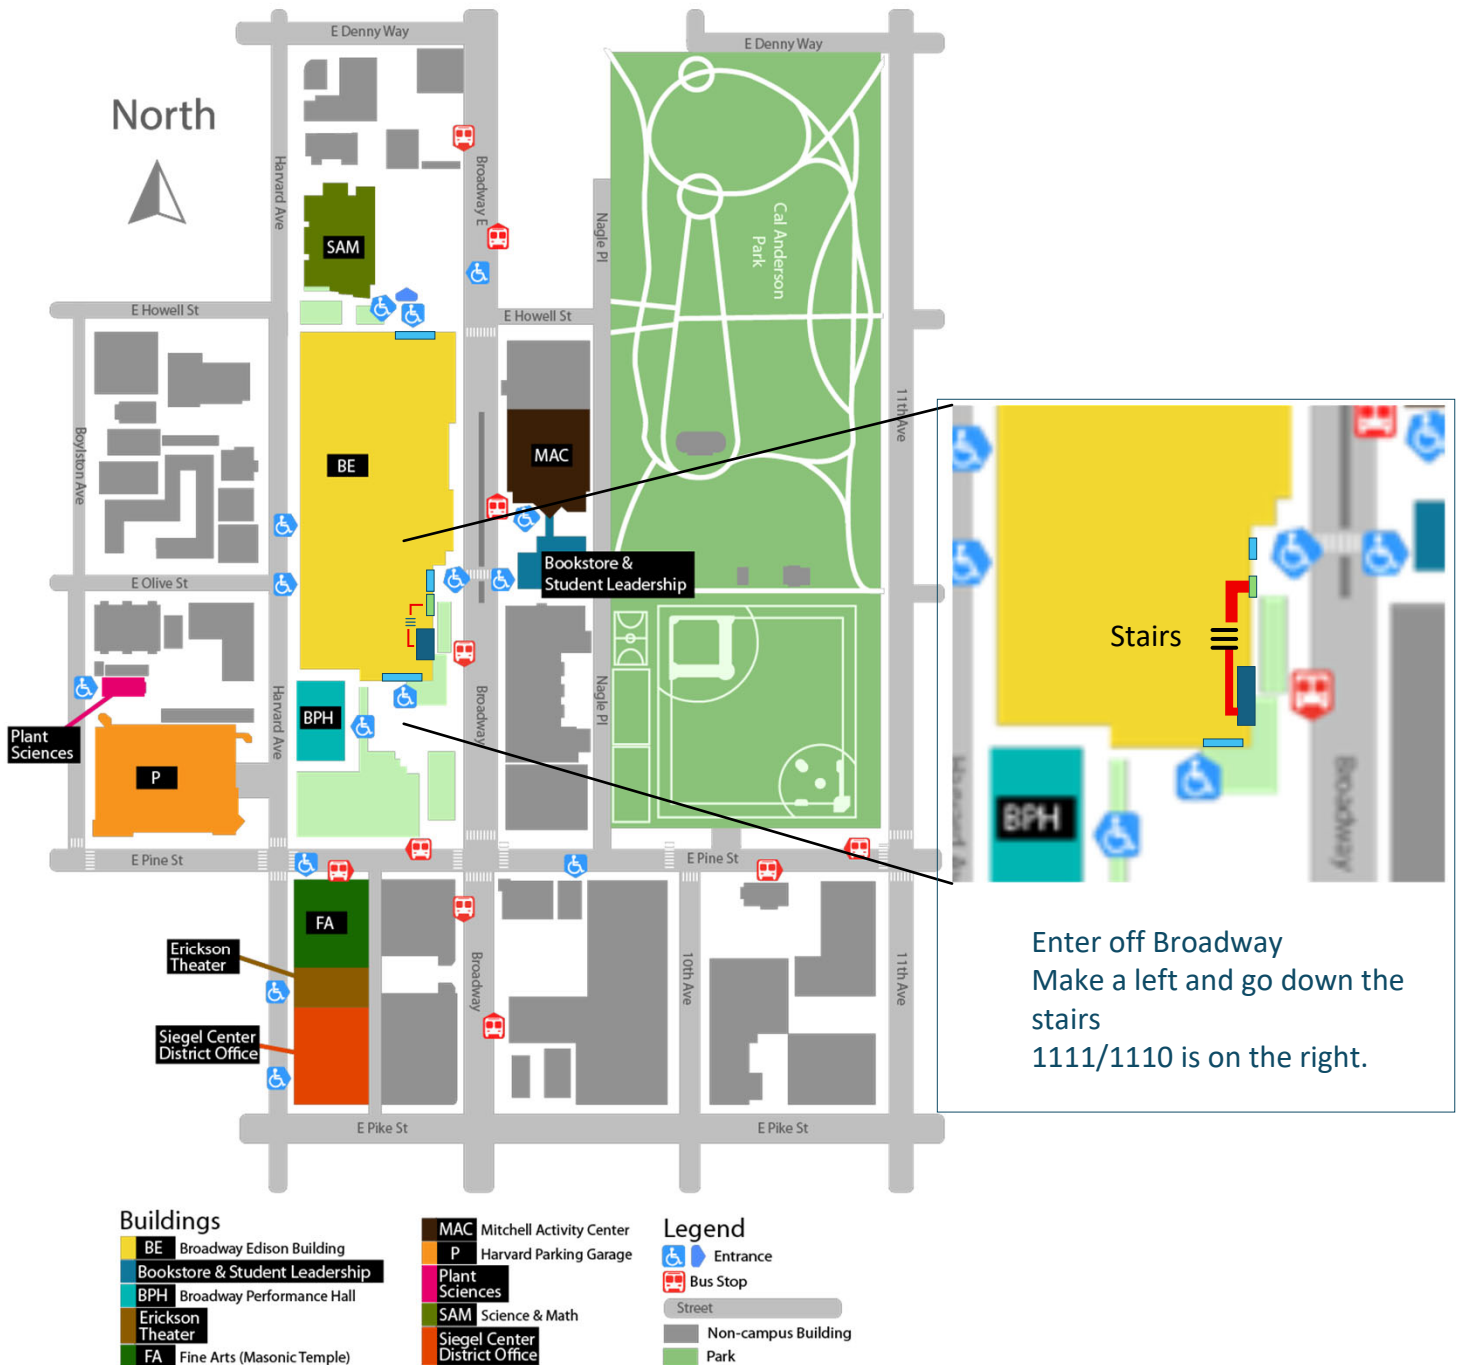 E Denny Way
E Denny Way
North
Harvard Ave
Broadway E
Nagle Pl
Cal Anderson
Park
SAM
E Howell St
E Howell St
11th Ave
Boylston Ave
BE
MAC
Bookstore &
Student Leadership
E Olive St
Stairs
Harvard Ave
Broadway
Nagle Pl
BPH
Plant
Sciences
P
BPH
Broadway
E Pine St
E Pine St
FA
Erickson
Theater
Broadway
10th Ave
11th Ave
Enter off Broadway
Make a left and go down the
stairs
1111/1110 is on the right.
Siegel Center
District Office
E Pike St
E Pike St
Buildings
BE Broadway Edison Building
Bookstore & Student Leadership
BPH Broadway Performance Hall
Erickson
Theater
FA Fine Arts (Masonic Temple)
MAC Mitchell Activity Center
P Harvard Parking Garage
Plant
Sciences
SAM Science & Math
Siegel Center
District Office
Legend
Entrance
Bus Stop
Street
Non-campus Building
Park